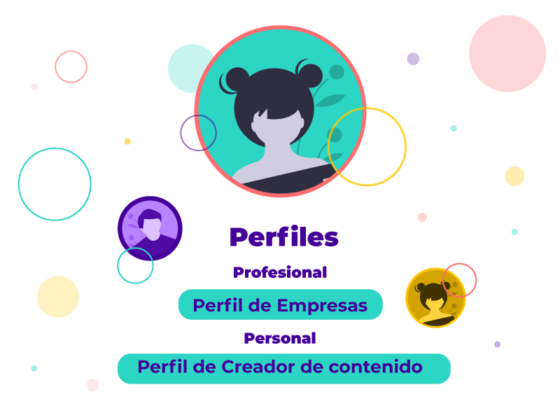 Perfiles
Profesional
Perfil de Empresas
Personal
Perfil de Creador de contenido